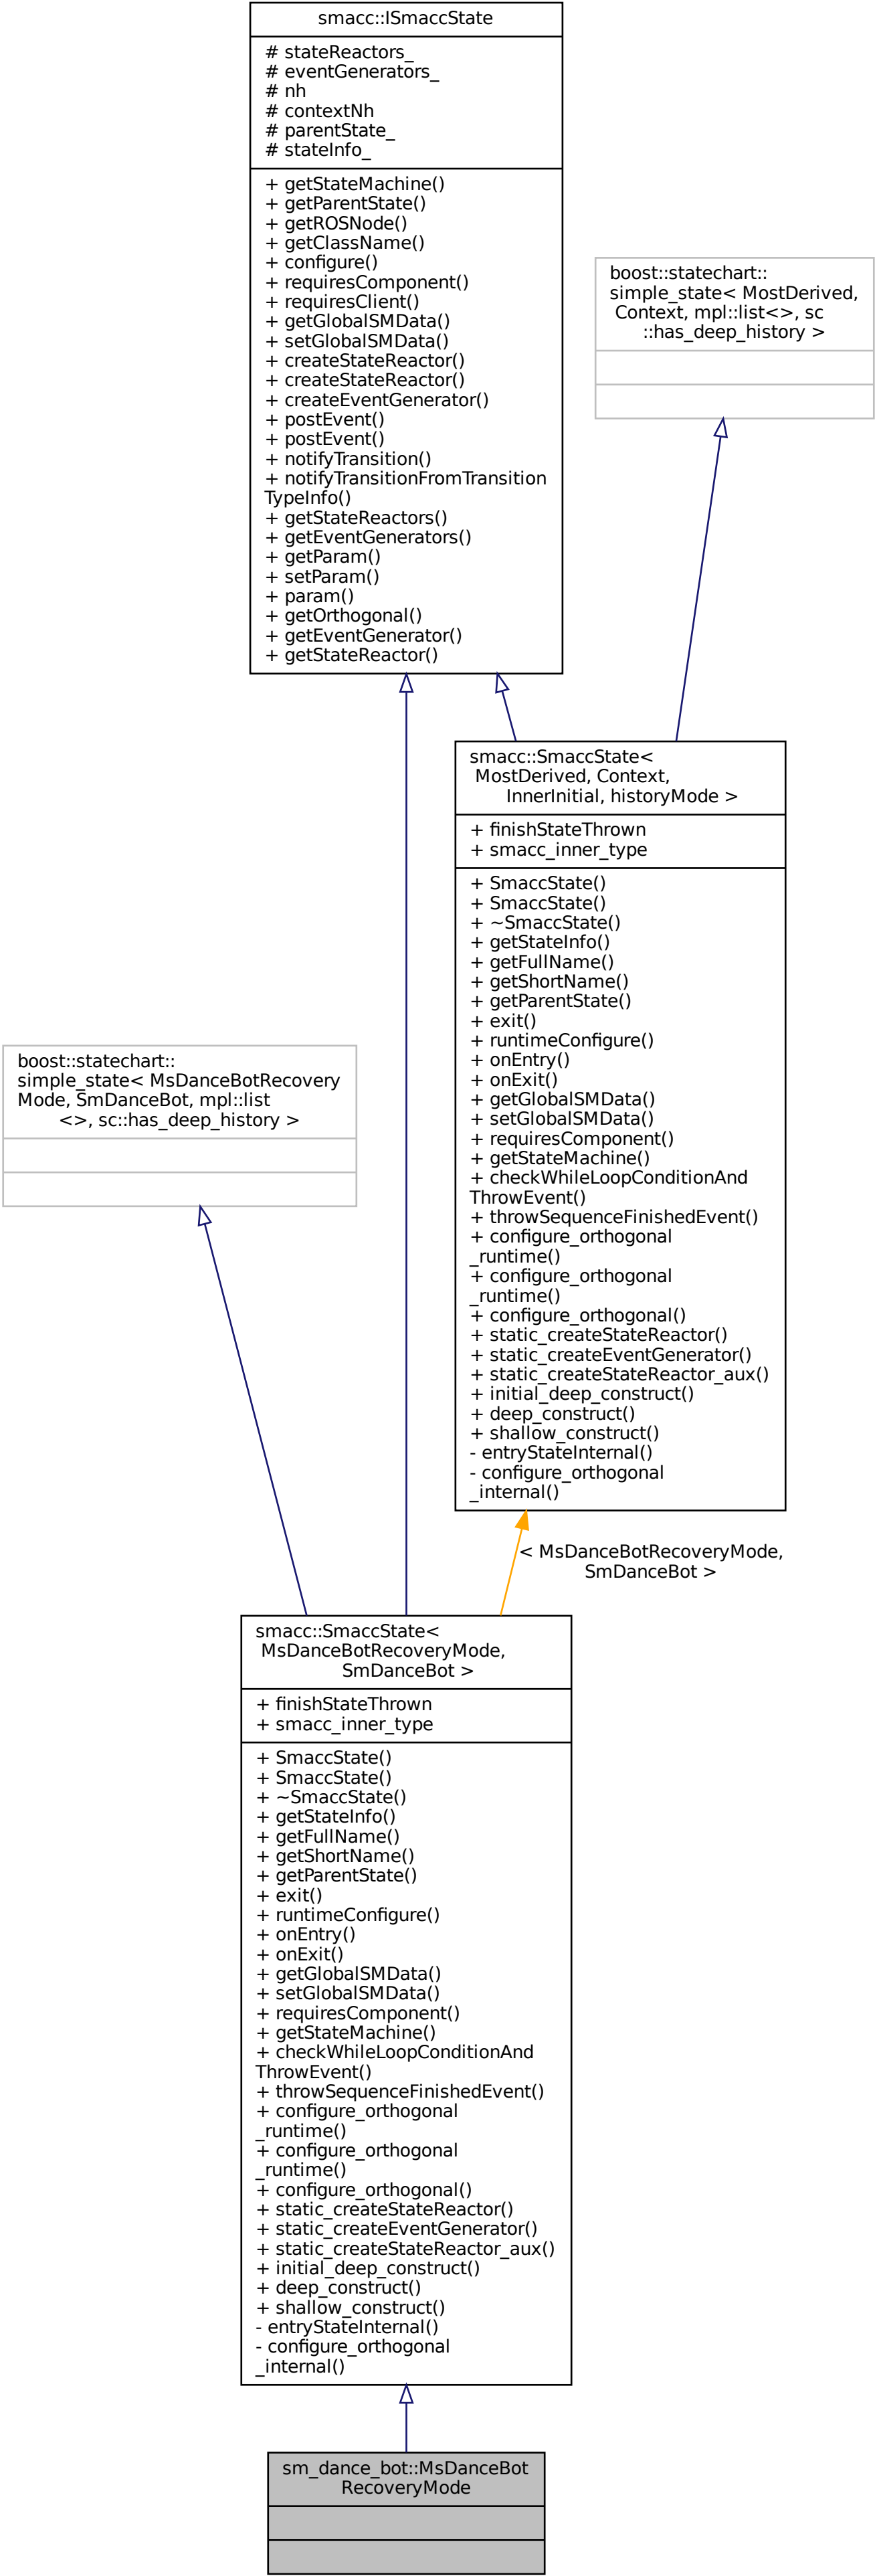 smacc::ISmaccState
# stateReactors_
# eventGenerators_
# nh
# contextNh
# parentState_
# stateInfo_
+ getStateMachine()
+ getParentState()
+ getROSNode()
+ getClassName()
+ configure()
+ requiresComponent()
+ requiresClient()
+ getGlobalSMData()
+ setGlobalSMData()
+ createStateReactor()
+ createStateReactor()
+ createEventGenerator()
+ postEvent()
+ postEvent()
+ notifyTransition()
+ notifyTransitionFromTransition
TypeInfo()
+ getStateReactors()
+ getEventGenerators()
+ getParam()
+ setParam()
+ param()
+ getOrthogonal()
+ getEventGenerator()
+ getStateReactor()
boost::statechart::
simple_state< MostDerived,
Context, mpl::list<>, sc
::has_deep_history >
smacc::SmaccState<
MostDerived, Context,
InnerInitial, historyMode >
+ finishStateThrown
+ smacc_inner_type
+ SmaccState()
+ SmaccState()
+ ~SmaccState()
+ getStateInfo()
+ getFullName()
+ getShortName()
+ getParentState()
+ exit()
+ runtimeConfigure()
+ onEntry()
+ onExit()
+ getGlobalSMData()
+ setGlobalSMData()
+ requiresComponent()
+ getStateMachine()
+ checkWhileLoopConditionAnd
ThrowEvent()
+ throwSequenceFinishedEvent()
+ configure_orthogonal
_runtime()
+ configure_orthogonal
_runtime()
+ configure_orthogonal()
+ static_createStateReactor()
+ static_createEventGenerator()
+ static_createStateReactor_aux()
+ initial_deep_construct()
+ deep_construct()
+ shallow_construct()
- entryStateInternal()
- configure_orthogonal
_internal()
boost::statechart::
simple_state< MsDanceBotRecovery
Mode, SmDanceBot, mpl::list
<>, sc::has_deep_history >
< MsDanceBotRecoveryMode,
SmDanceBot >
smacc::SmaccState<
MsDanceBotRecoveryMode,
SmDanceBot >
+ finishStateThrown
+ smacc_inner_type
+ SmaccState()
+ SmaccState()
+ ~SmaccState()
+ getStateInfo()
+ getFullName()
+ getShortName()
+ getParentState()
+ exit()
+ runtimeConfigure()
+ onEntry()
+ onExit()
+ getGlobalSMData()
+ setGlobalSMData()
+ requiresComponent()
+ getStateMachine()
+ checkWhileLoopConditionAnd
ThrowEvent()
+ throwSequenceFinishedEvent()
+ configure_orthogonal
_runtime()
+ configure_orthogonal
_runtime()
+ configure_orthogonal()
+ static_createStateReactor()
+ static_createEventGenerator()
+ static_createStateReactor_aux()
+ initial_deep_construct()
+ deep_construct()
+ shallow_construct()
- entryStateInternal()
- configure_orthogonal
_internal()
sm_dance_bot::MsDanceBot
RecoveryMode